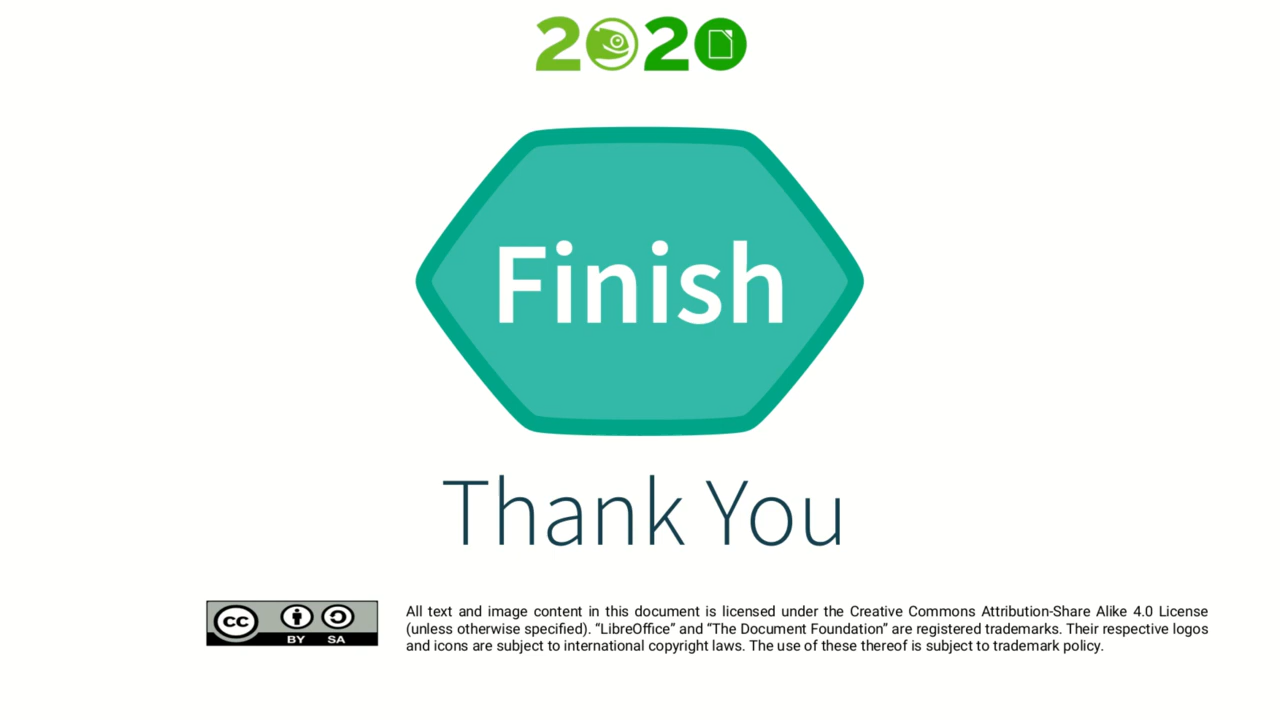 2020
Finish
Thank You
CC BY SA
All text and image content in this document is licensed under the Creative Commons Attribution-Share Alike 4.0 License
(unless otherwise specified). “LibreOffice” and “The Document Foundation” are registered trademarks. Their respective logos
and icons are subject to international copyright laws. The use of these thereof is subject to trademark policy.